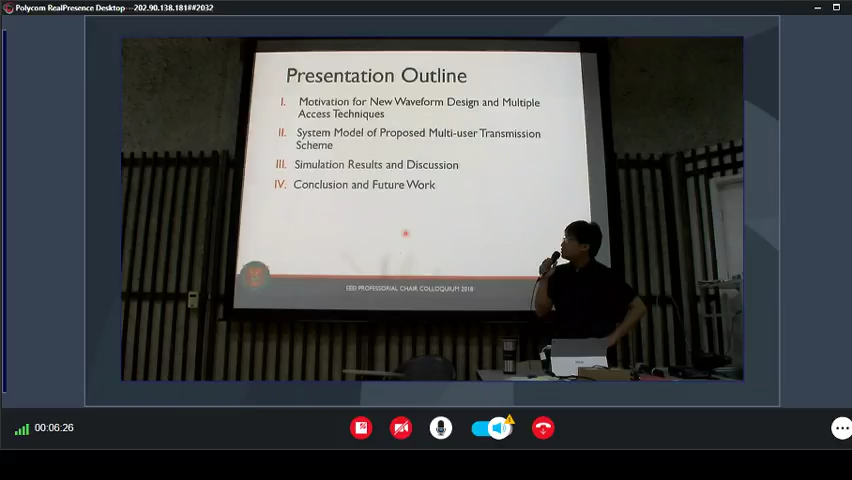 Polycom RealPresence Desktop---202.90.138.181##2032
Presentation Outline
I. Motivation for New Waveform Design and Multiple
Access Techniques
II. System Model of Proposed Multi-user Transmission
Scheme
III. Simulation Results and Discussion
IV. Conclusion and Future Work
EEEI PROFESSORIAL CHAIR COLLOQUIUM 2018
00:06:26